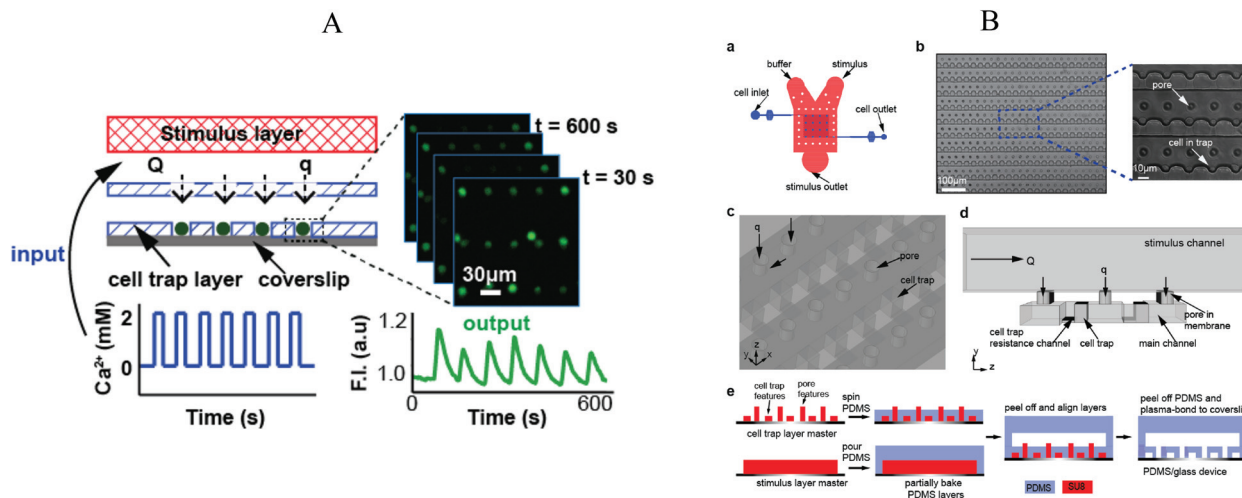 A
Stimulus layer
Q
q
input
cell trap layer
coverslip
t = 600 s
t = 30 s
30µm
Ca²⁺ (mM)
2
0
Time (s)
output
F.I. (a.u)
1.2
1.0
0
600
Time (s)
B
a
buffer
stimulus
cell inlet
cell outlet
stimulus outlet
b
100µm
pore
cell in trap
10µm
c
q
pore
cell trap
z
y
x
d
stimulus channel
Q
q
pore in
membrane
cell trap
resistance channel
cell trap
main channel
y
z
e
cell trap
features
pore
features
cell trap layer master
spin
PDMS
stimulus layer master
pour
PDMS
partially bake
PDMS layers
peel off and align layers
PDMS
SU8
peel off PDMS and
plasma-bond to coversli
PDMS/glass device